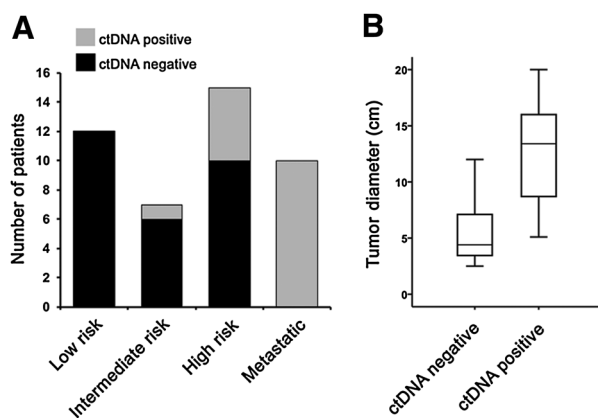 A
ctDNA positive
ctDNA negative
Number of patients
16
14
12
10
8
6
4
2
0
Low risk
Intermediate risk
High risk
Metastatic
B
Tumor diameter (cm)
20
15
10
5
0
ctDNA negative
ctDNA positive